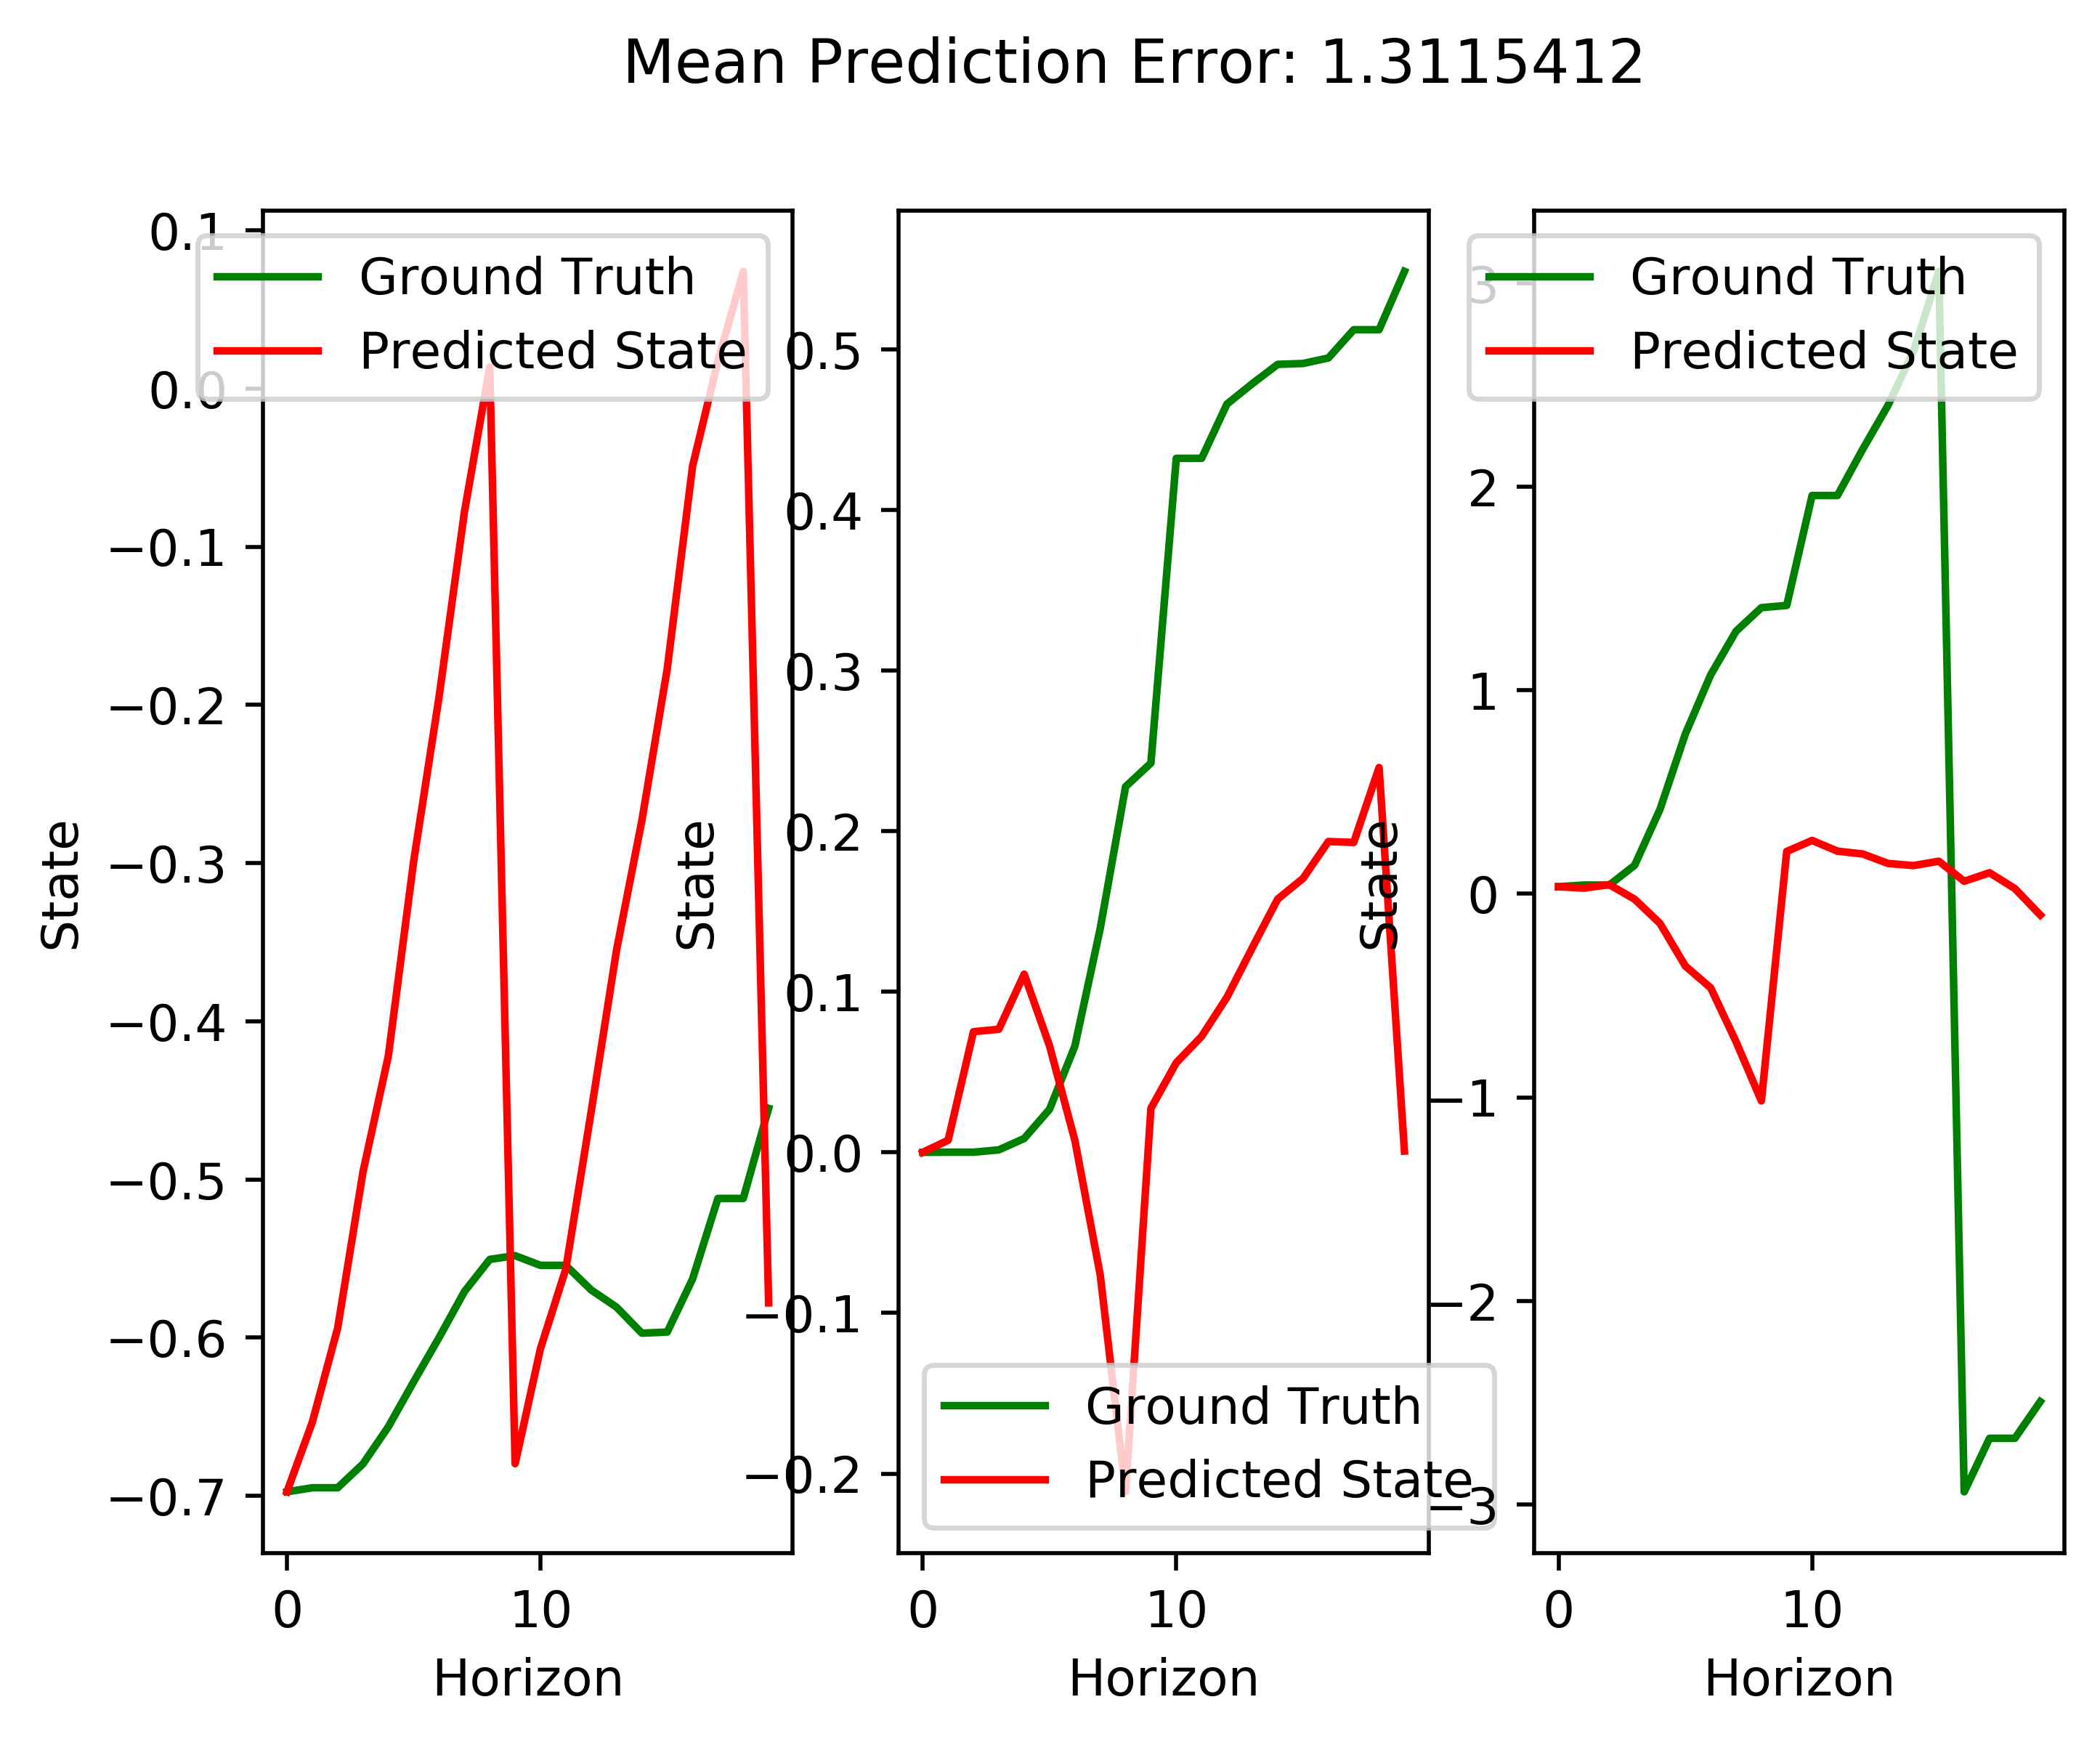 Mean Prediction Error: 1.3115412
Ground Truth
Predicted State
0.1
0.0
−0.1
−0.2
−0.3
−0.4
−0.5
−0.6
−0.7
State
0
10
Horizon
0.5
0.4
0.3
0.2
0.1
0.0
−0.1
−0.2
State
Ground Truth
Predicted State
0
10
Horizon
Ground Truth
Predicted State
3
2
1
0
−1
−2
−3
State
0
10
Horizon